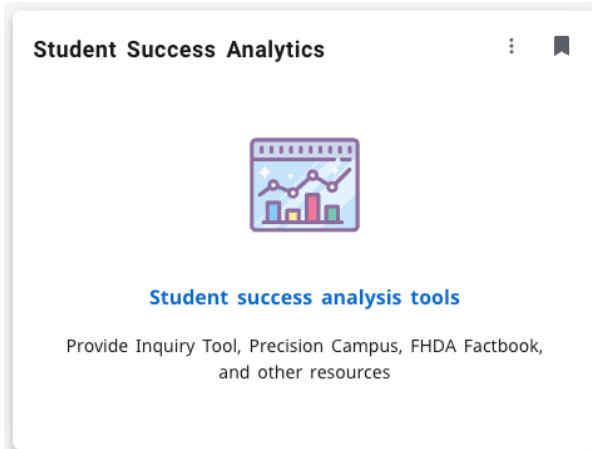 Student Success Analytics
Student success analysis tools
Provide Inquiry Tool, Precision Campus, FHDA Factbook,
and other resources